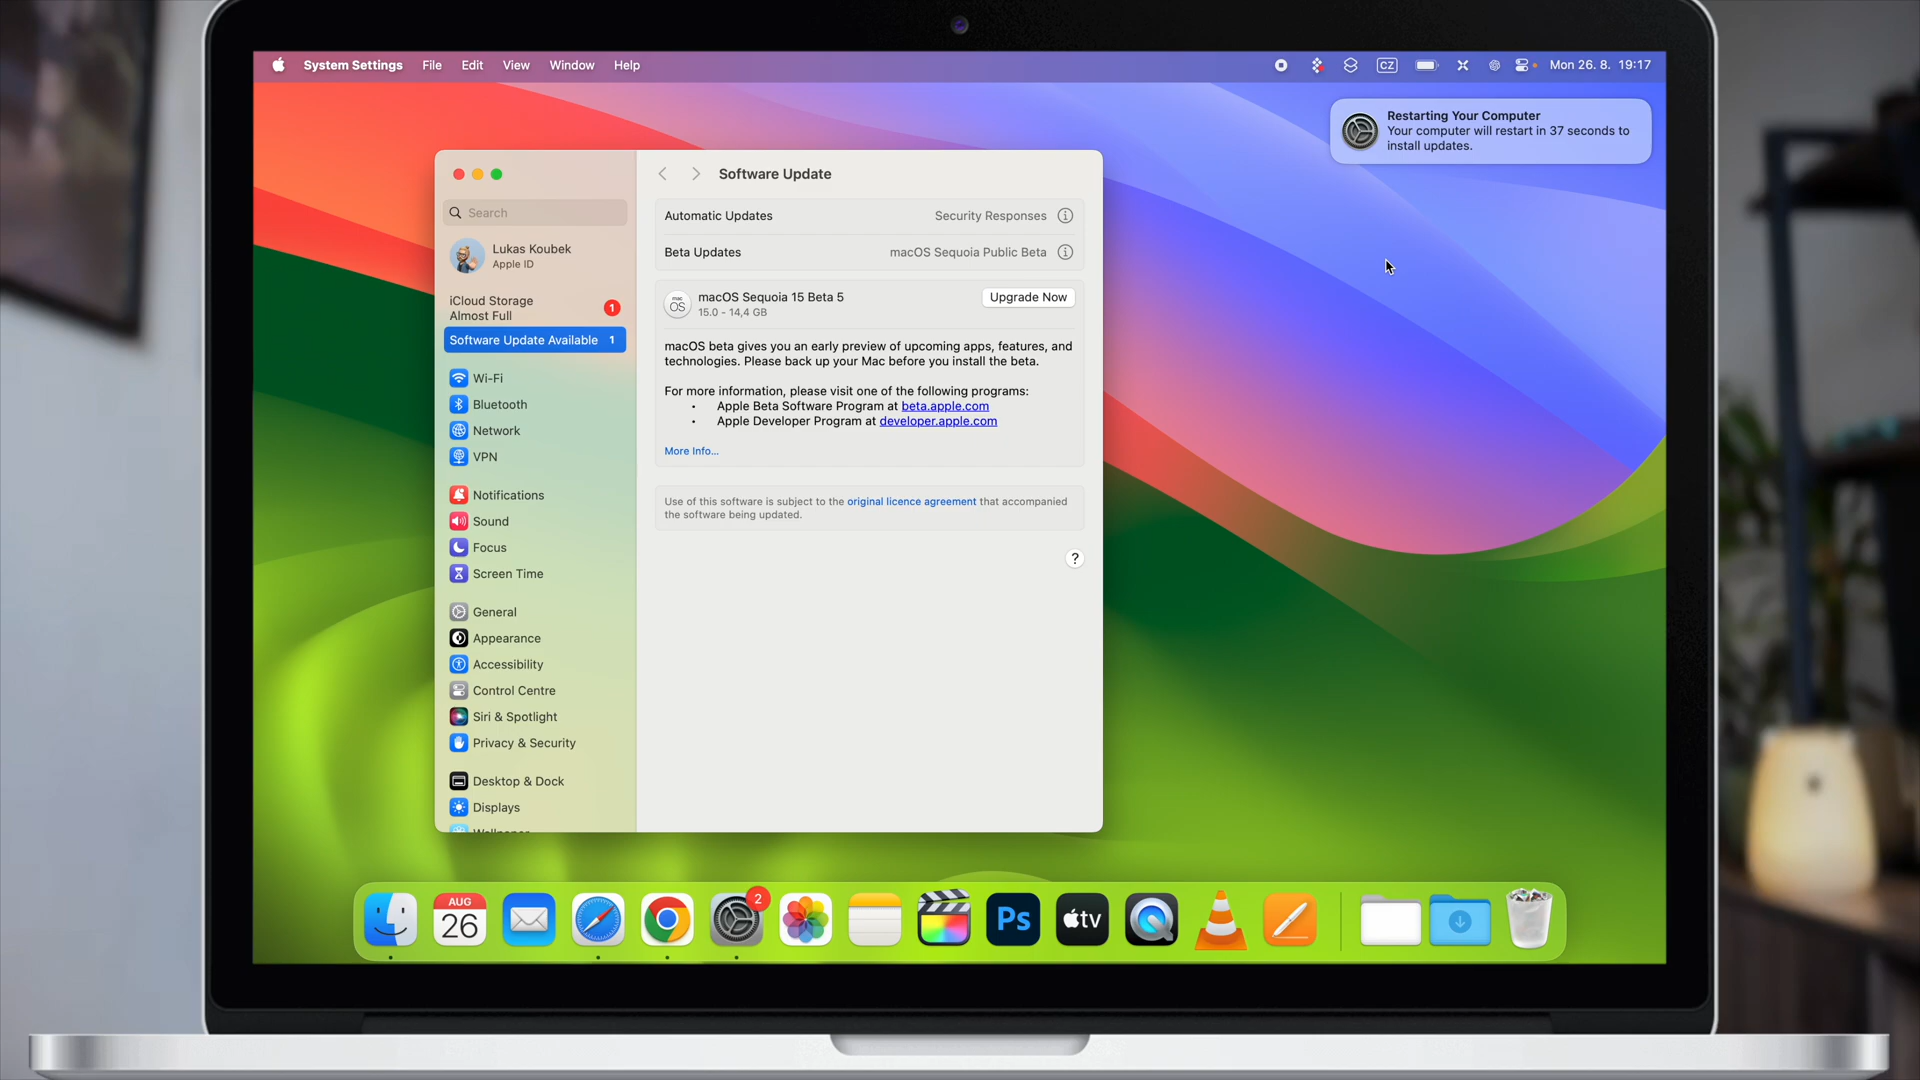 System Settings File Edit View Window Help
CZ
Mon 26. 8. 19:17
Restarting Your Computer
Your computer will restart in 37 seconds to
install updates.
Software Update
Search
Lukas Koubek
Apple ID
iCloud Storage
Almost Full
1
Software Update Available 1
Wi-Fi
Bluetooth
Network
VPN
Notifications
Sound
Focus
Screen Time
General
Appearance
Accessibility
Control Centre
Siri & Spotlight
Privacy & Security
Desktop & Dock
Displays
Automatic Updates Security Responses
Beta Updates macOS Sequoia Public Beta
mac
OS
macOS Sequoia 15 Beta 5
15.0 - 14,4 GB
Upgrade Now
macOS beta gives you an early preview of upcoming apps, features, and
technologies. Please back up your Mac before you install the beta.
For more information, please visit one of the following programs:
• Apple Beta Software Program at beta.apple.com
• Apple Developer Program at developer.apple.com
More Info...
Use of this software is subject to the original licence agreement that accompanied
the software being updated.
?
AUG
26
2
Ps
tv